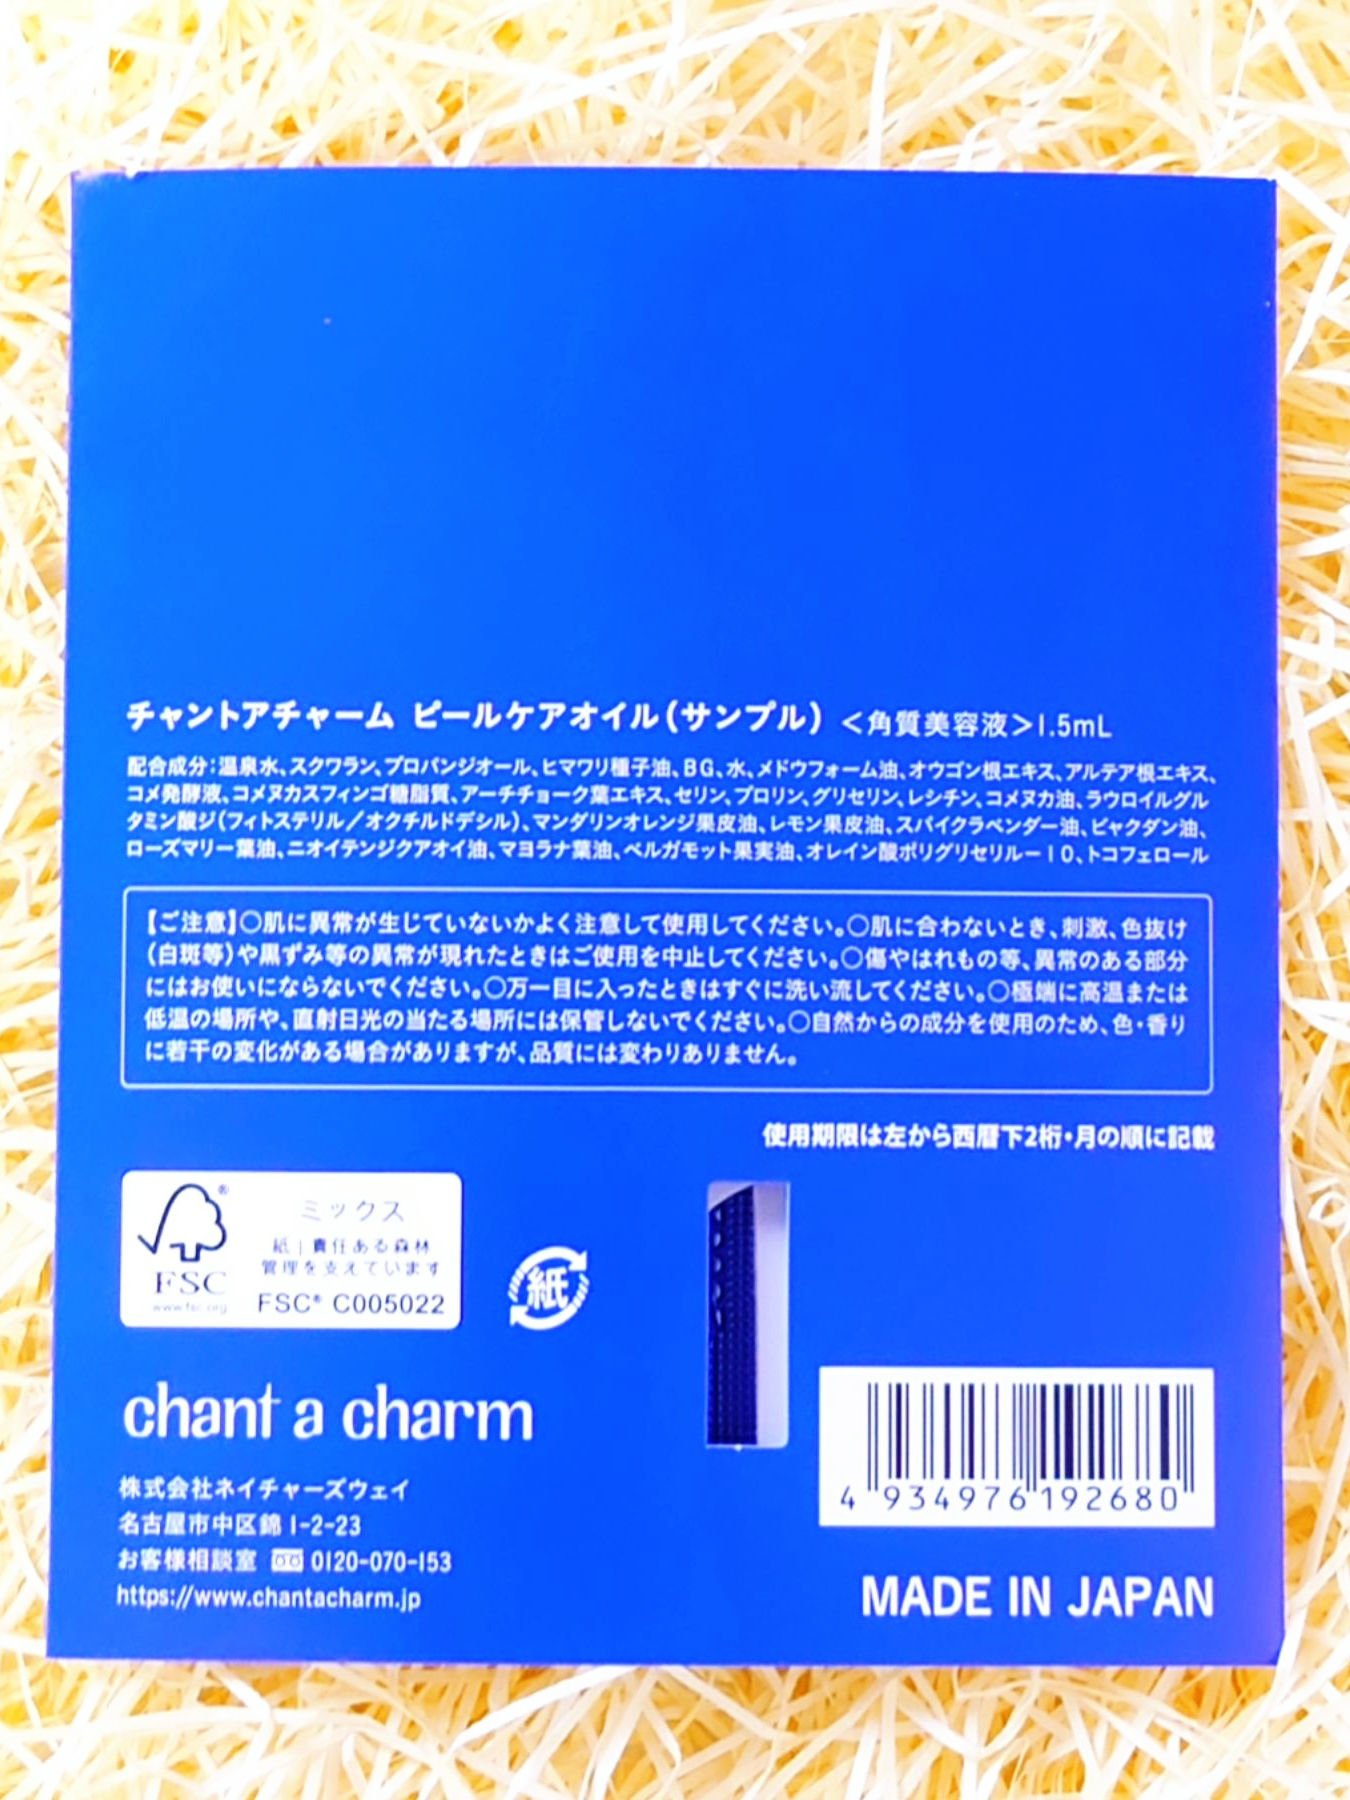 チャントアチャーム ピールケアオイル(サンプル) <角質美容液>1.5mL
配合成分:温泉水、スクワラン、プロパンジオール、ヒマワリ種子油、BG、水、メドウフォーム油、オウゴン根エキス、アルテア根エキス、
コメ発酵液、コメヌカスフィンゴ糖脂質、アーチチョーク葉エキス、セリン、プロリン、グリセリン、レシチン、コメヌカ油、ラウロイルグル
タミン酸ジ(フィトステリル/オクチルドデシル)、マンダリンオレンジ果皮油、レモン果皮油、スパイクラベンダー油、ビャクダン油、
ローズマリー葉油、ニオイテンジクアオイ油、マヨラナ葉油、ベルガモット果実油、オレイン酸ポリグリセリルー10、トコフェロール
【ご注意】○肌に異常が生じていないかよく注意して使用してください。○肌に合わないとき、刺激、色抜け
(白斑等)や黒ずみ等の異常が現れたときはご使用を中止してください。○傷やはれもの等、異常のある部分
にはお使いにならないでください。○万一目に入ったときはすぐに洗い流してください。○極端に高温または
低温の場所や、直射日光の当たる場所には保管しないでください。○自然からの成分を使用のため、色・香り
に若干の変化がある場合がありますが、品質には変わりありません。
使用期限は左から西暦下2桁・月の順に記載
FSC®
www.fsc.org
ミックス
紙|責任ある森林
管理を支えています
FSC® C005022
紙
chant a charm
株式会社ネイチャーズウェイ
名古屋市中区錦 1-2-23
お客様相談室 0120-070-153
https://www.chantacharm.jp
4 934976 192680
MADE IN JAPAN